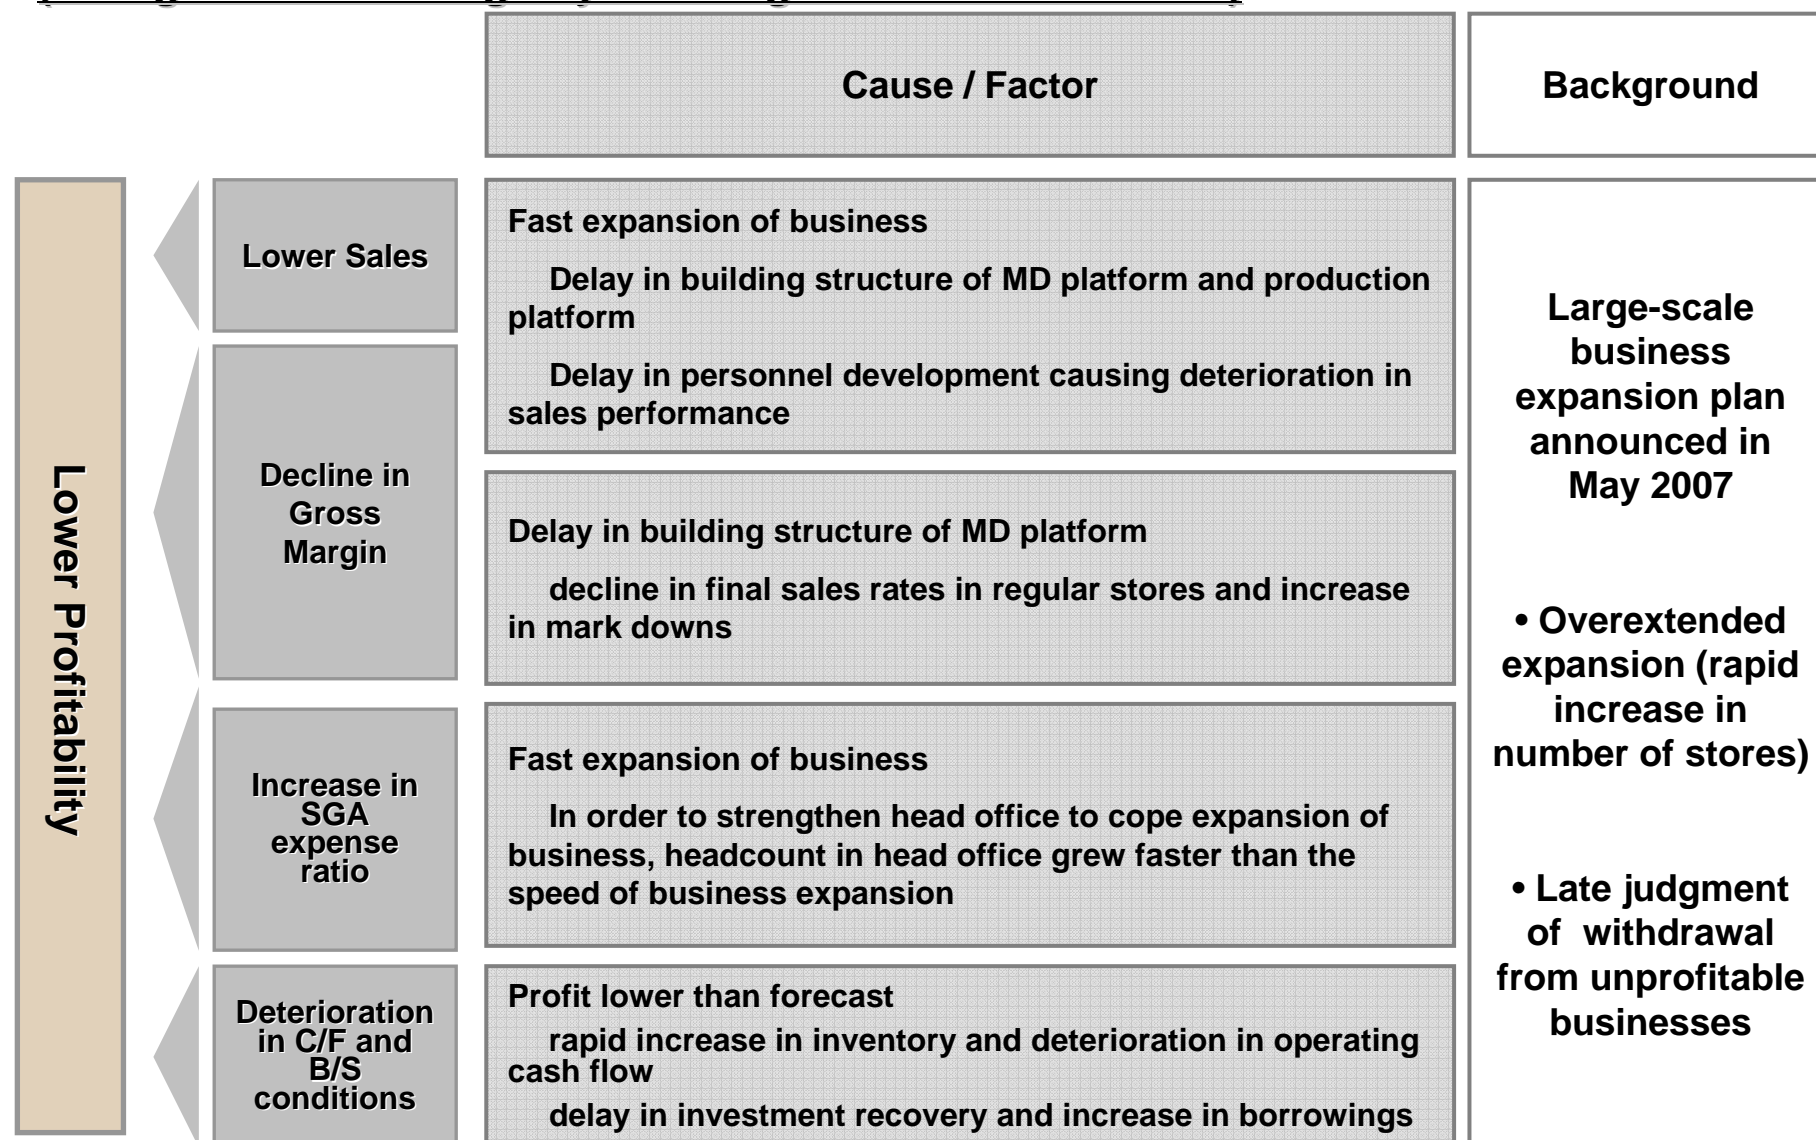 Cause / Factor
Background
Lower Profitability
Lower Sales
Fast expansion of business
Delay in building structure of MD platform and production
platform
Delay in personnel development causing deterioration in
sales performance
Decline in
Gross
Margin
Delay in building structure of MD platform
decline in final sales rates in regular stores and increase
in mark downs
Increase in
SGA
expense
ratio
Fast expansion of business
In order to strengthen head office to cope expansion of
business, headcount in head office grew faster than the
speed of business expansion
Deterioration
in C/F and
B/S
conditions
Profit lower than forecast
rapid increase in inventory and deterioration in operating
cash flow
delay in investment recovery and increase in borrowings
Large-scale
business
expansion plan
announced in
May 2007
• Overextended
expansion (rapid
increase in
number of stores)
• Late judgment
of withdrawal
from unprofitable
businesses